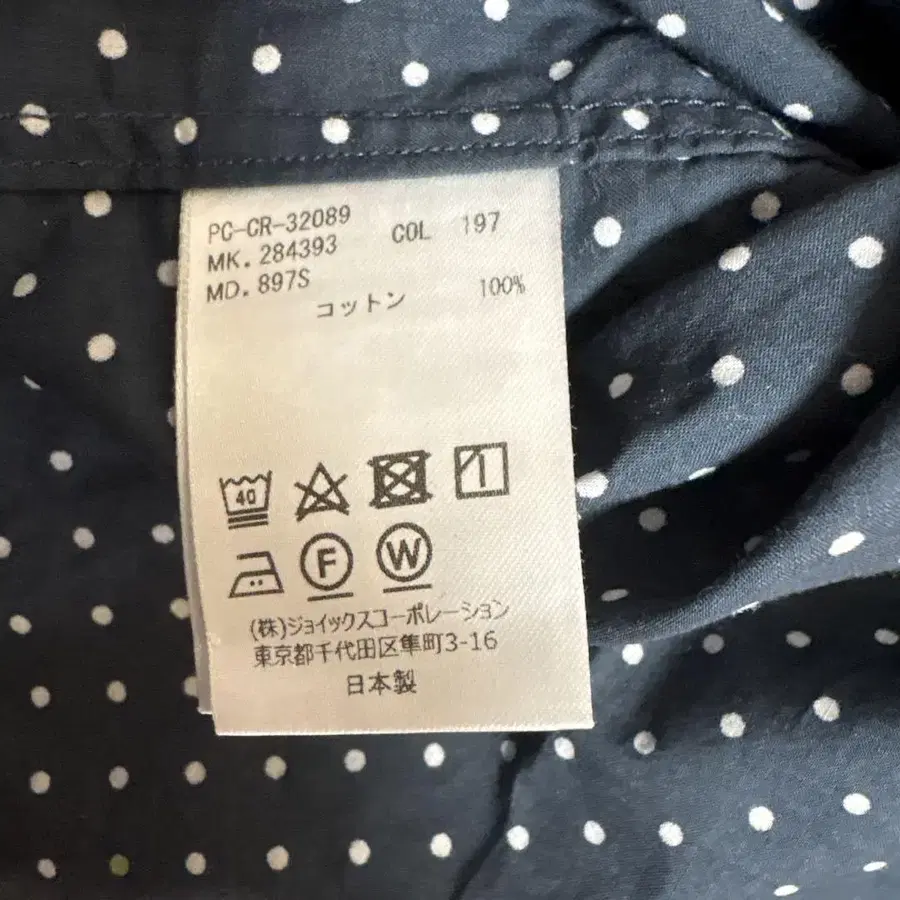 PC-CR-32089 COL 197
MK. 284393
MD. 897S
コットン 100%
40
F W
(株)ジョイックスコーポレーション
東京都千代田区隼町3-16
日本製